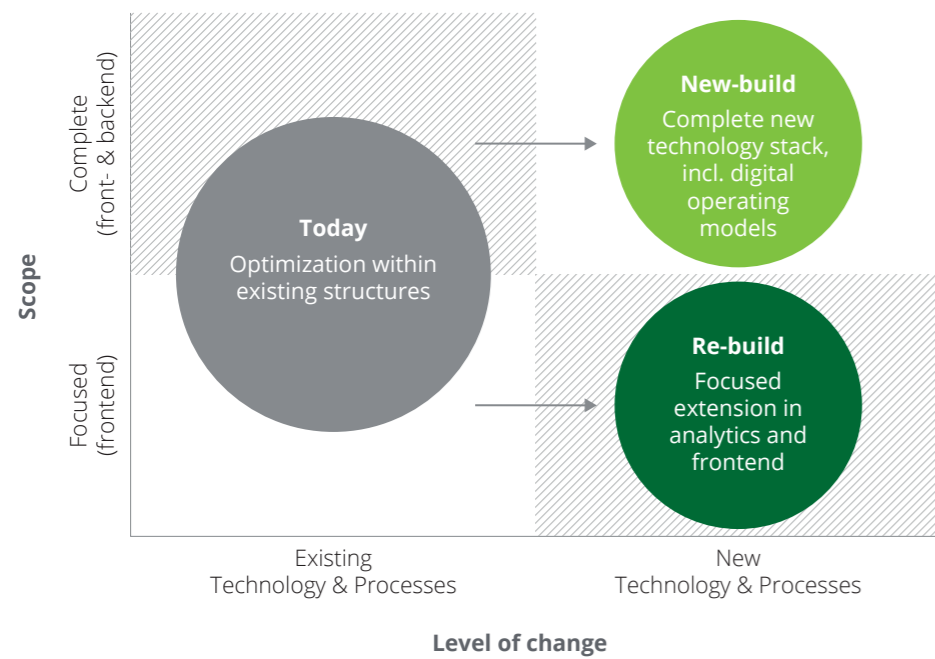 Scope
Complete
(front- & backend)
Focused
(frontend)
Today
Optimization within
existing structures
New-build
Complete new
technology stack,
incl. digital
operating
models
Re-build
Focused
extension in
analytics and
frontend
Existing
Technology & Processes
New
Technology & Processes
Level of change